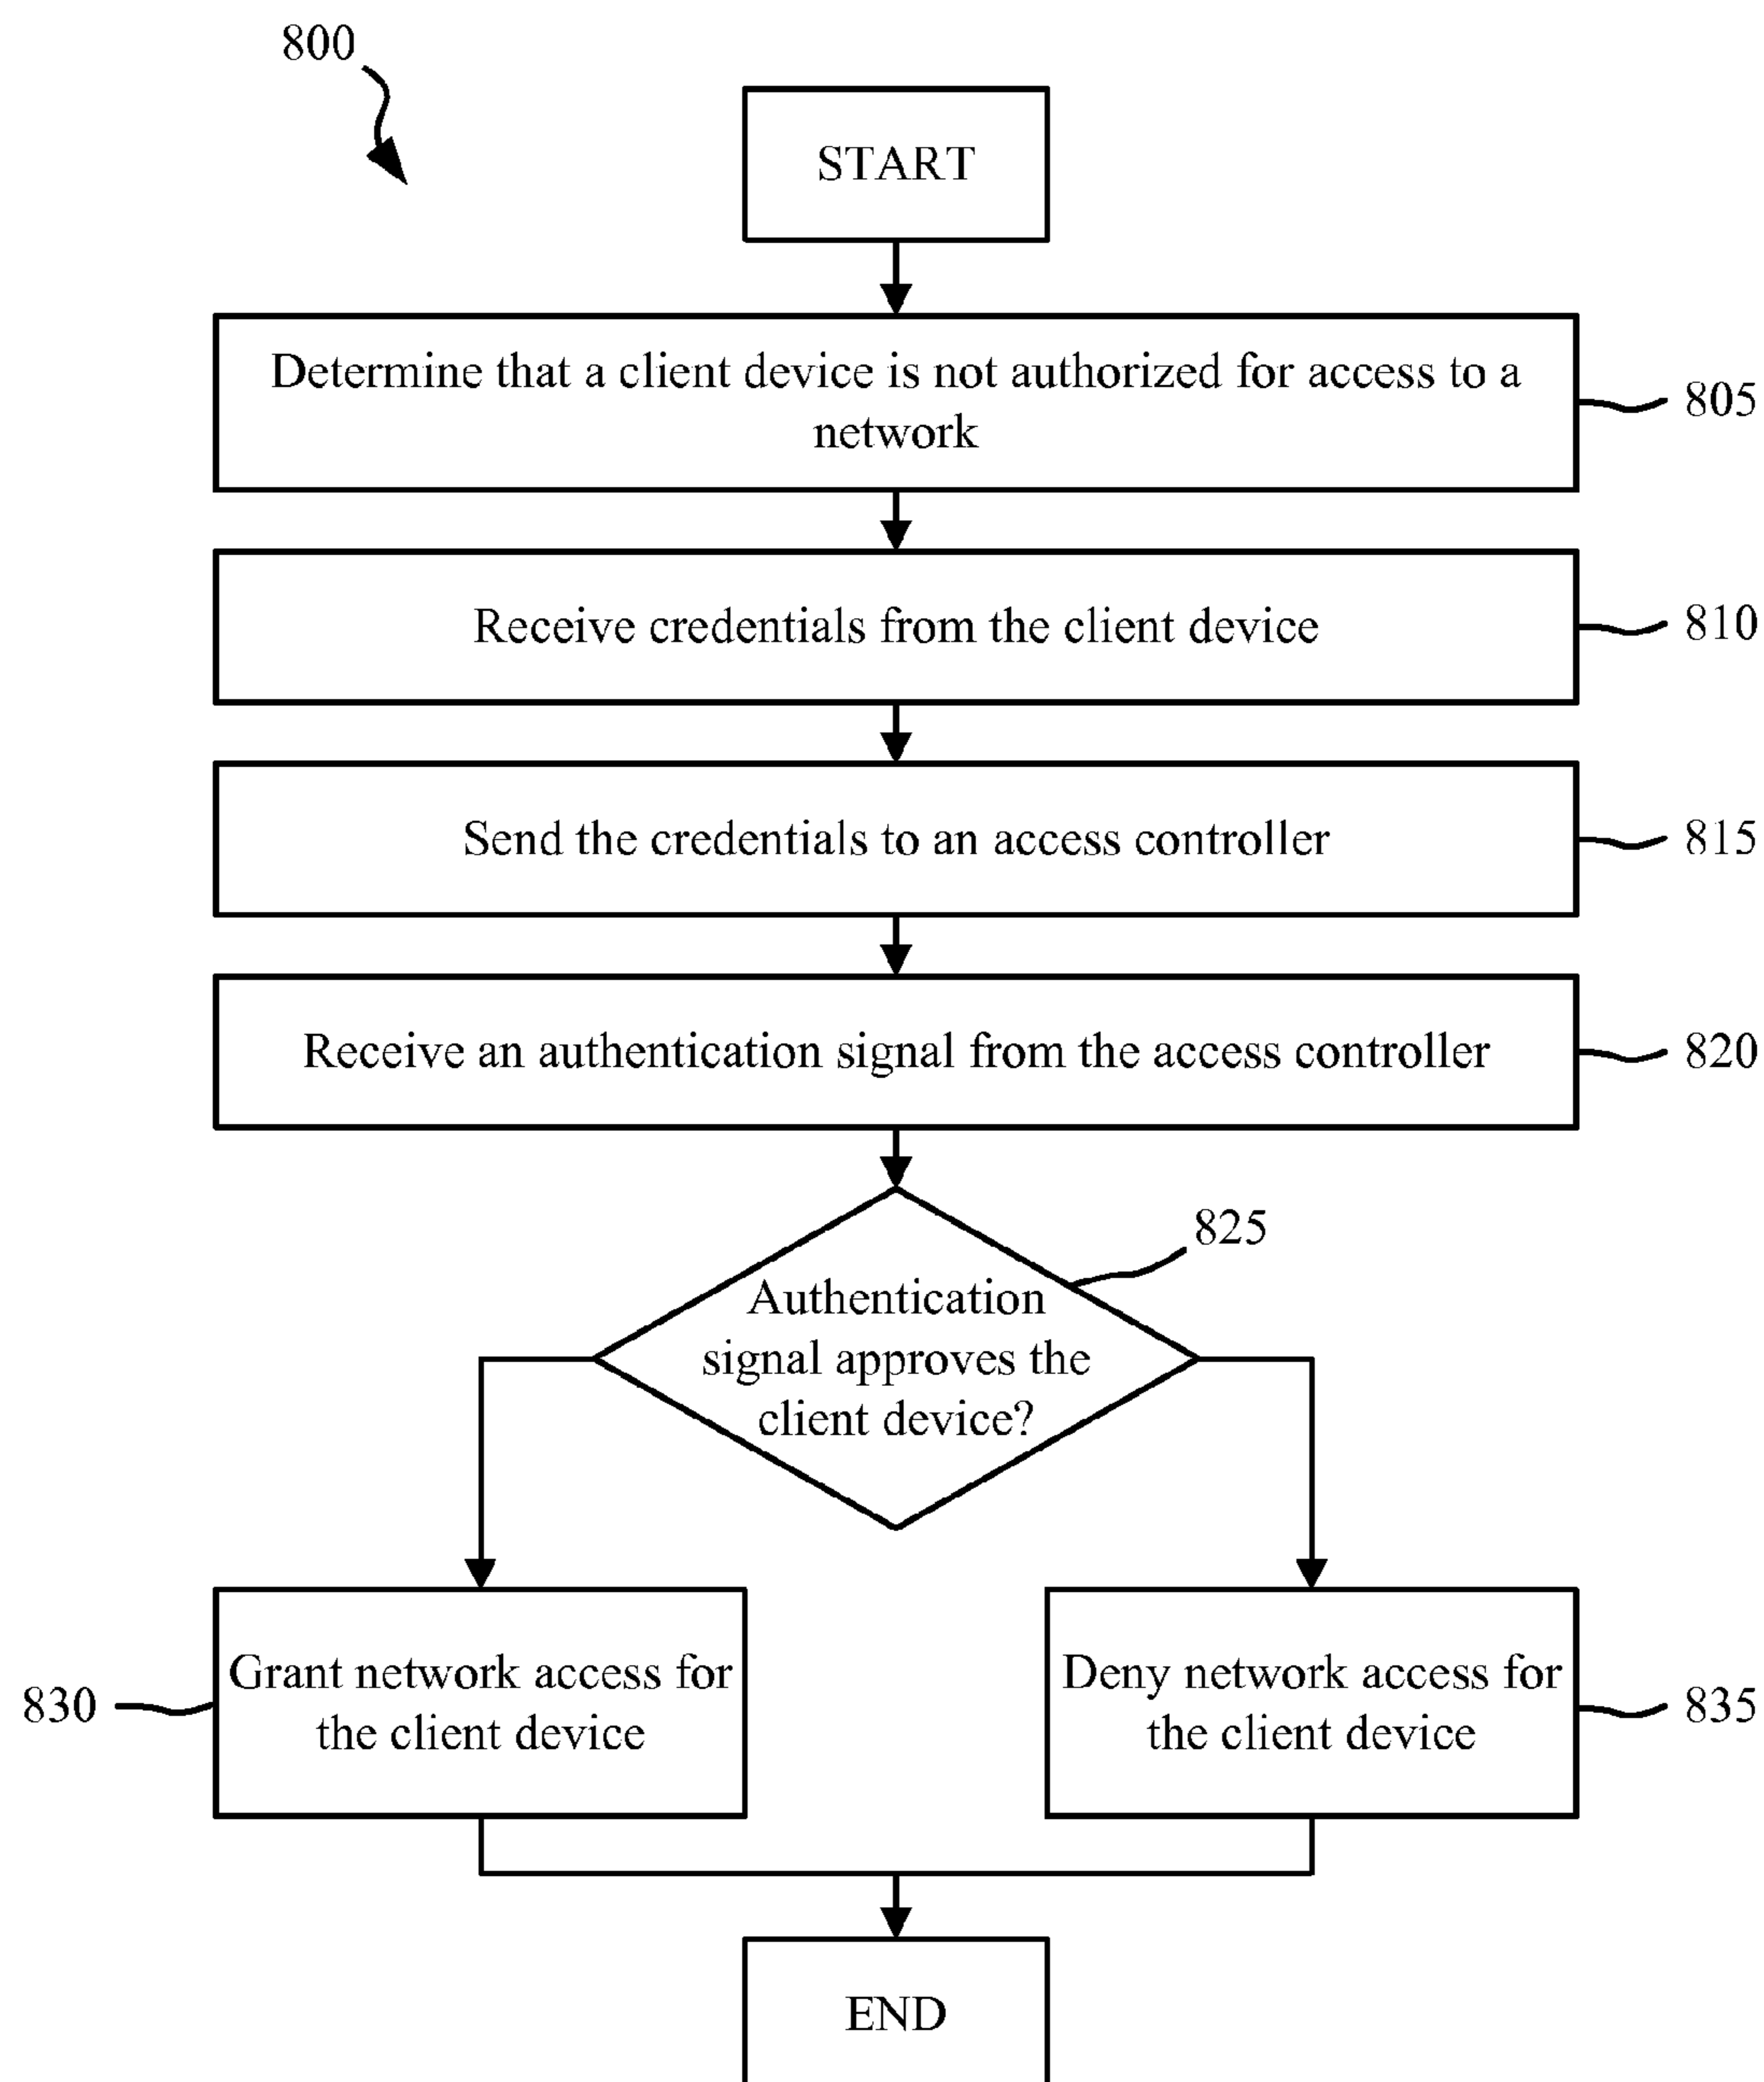 800
START
Determine that a client device is not authorized for access to a
network
805
Receive credentials from the client device
810
Send the credentials to an access controller
815
Receive an authentication signal from the access controller
820
825
Authentication
signal approves the
client device?
Grant network access for
the client device
830
Deny network access for
the client device
835
END